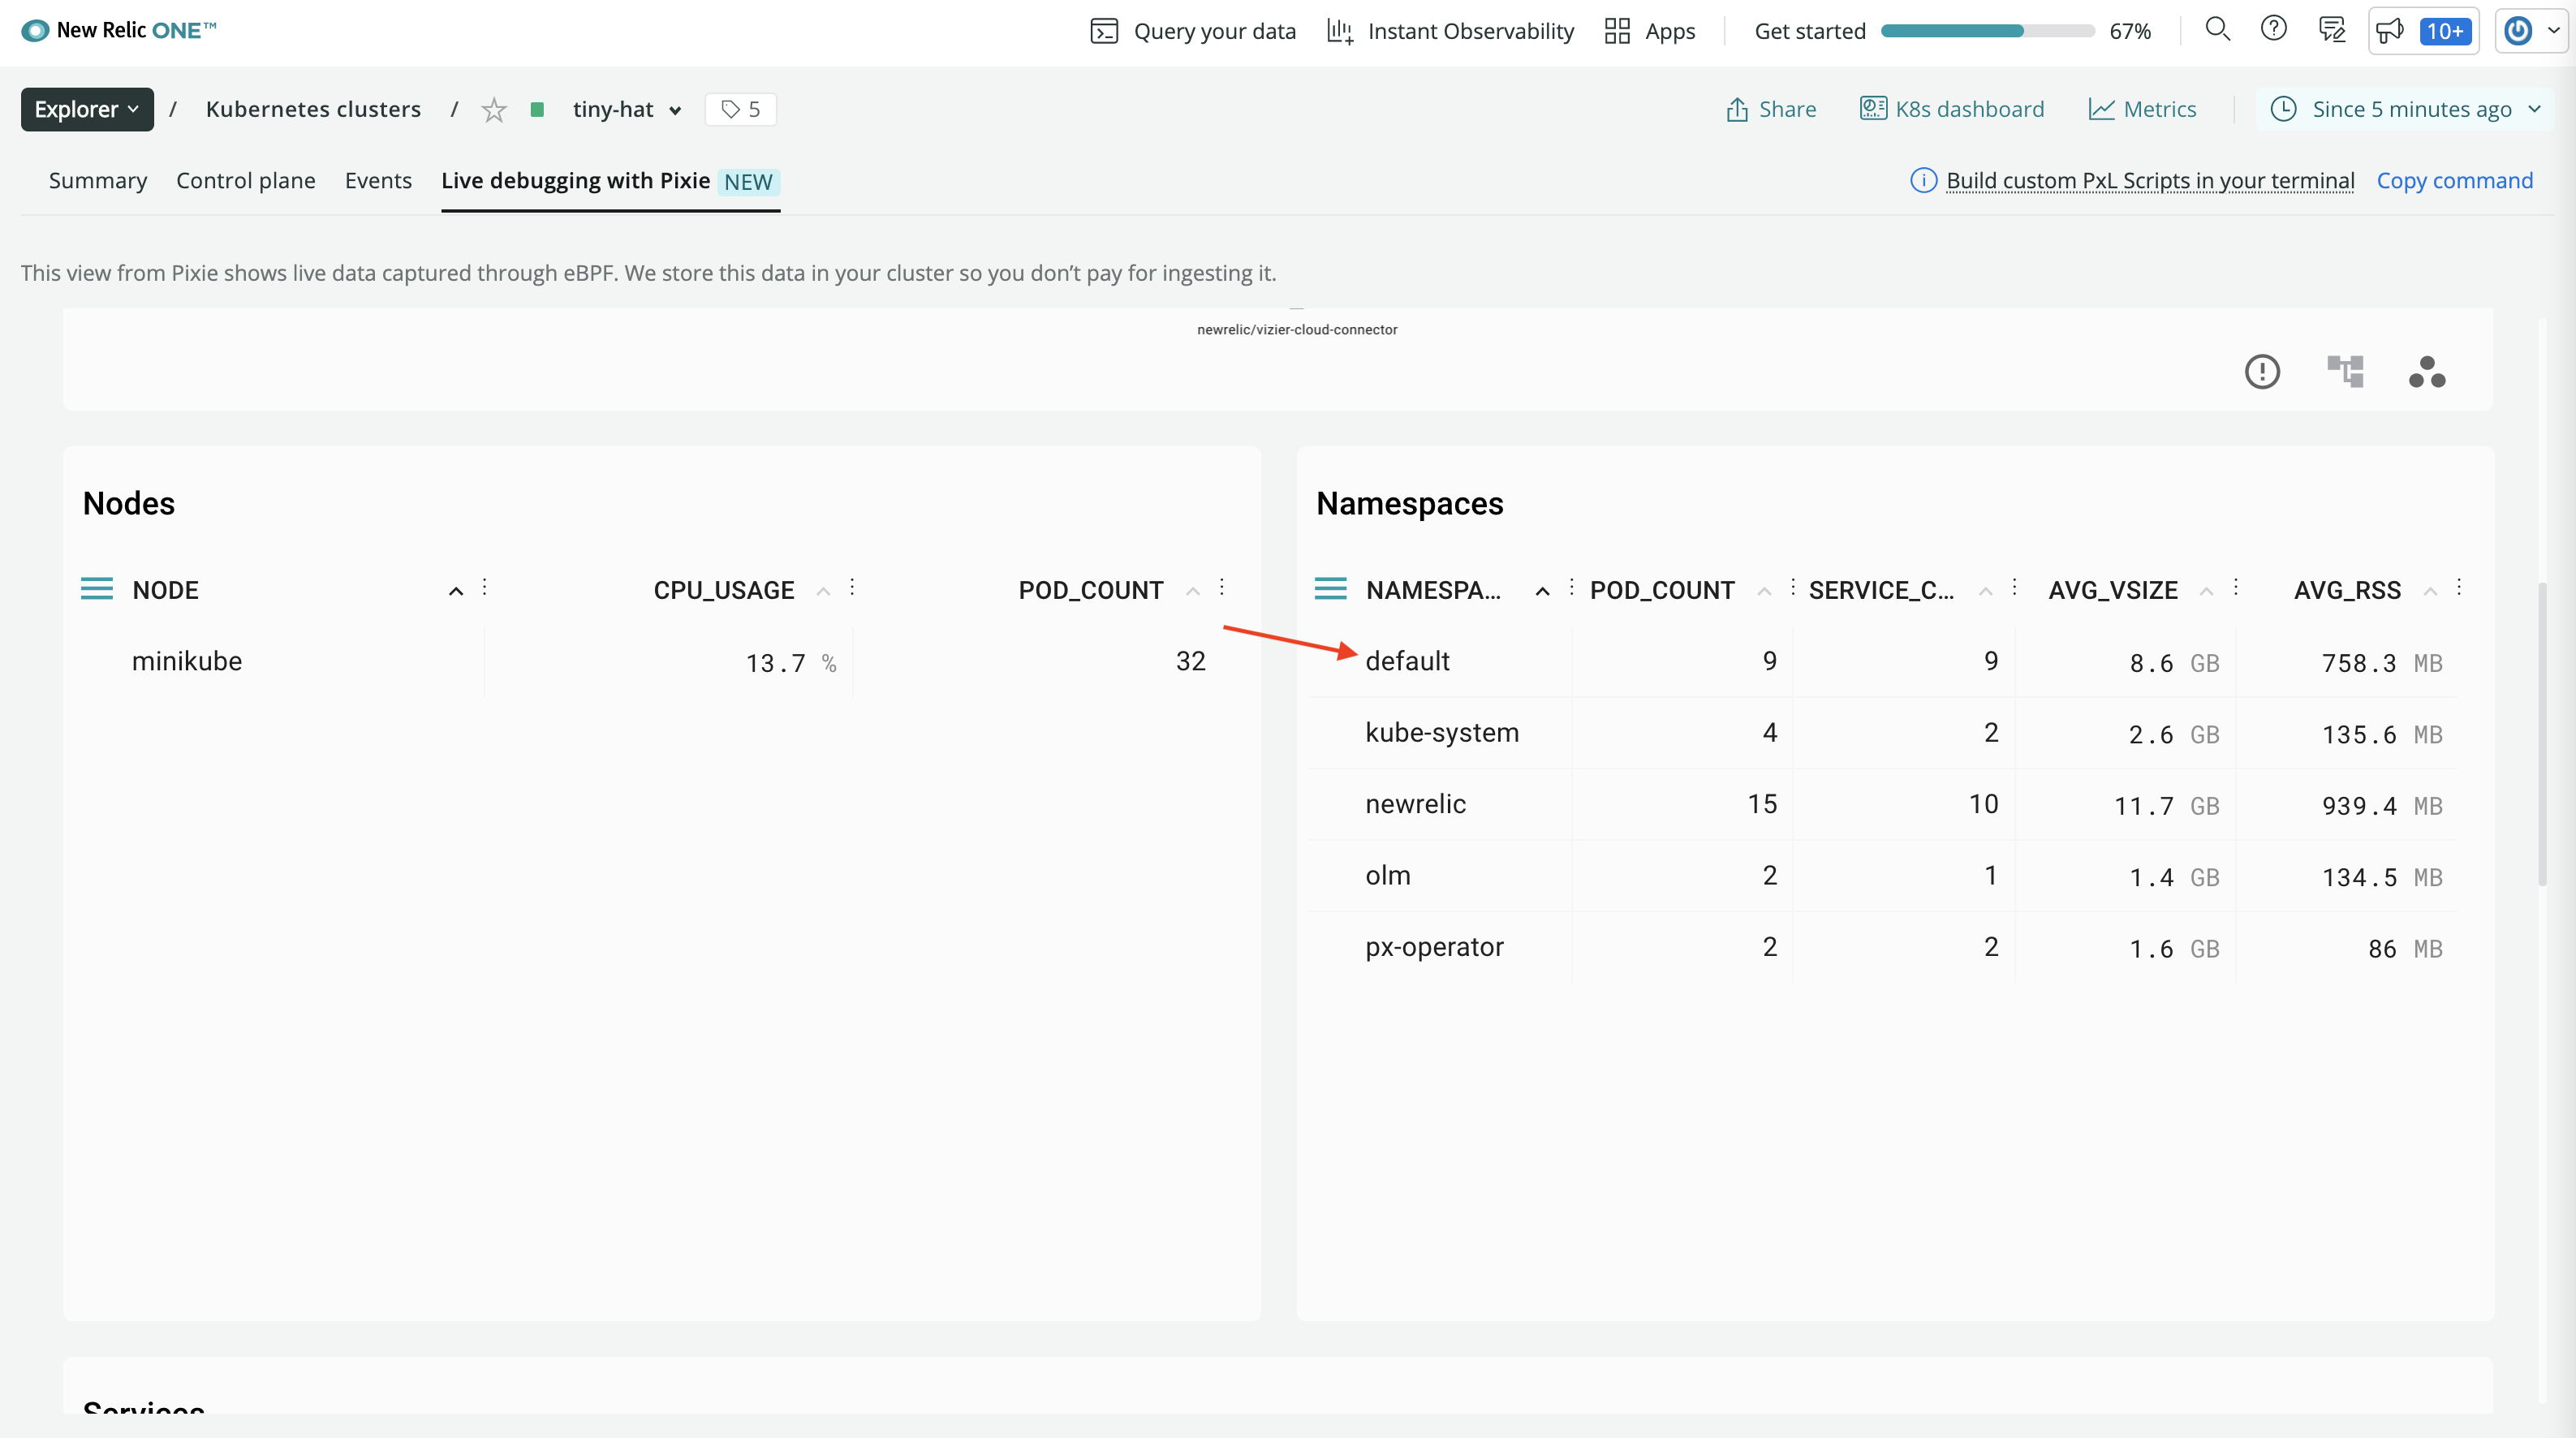 New Relic ONE™ Query your data Instant Observability Apps Get started 67% 10+
Explorer / Kubernetes clusters / tiny-hat 5 Share K8s dashboard Metrics Since 5 minutes ago
Summary Control plane Events Live debugging with Pixie NEW Build custom PxL Scripts in your terminal Copy command
This view from Pixie shows live data captured through eBPF. We store this data in your cluster so you don’t pay for ingesting it.
newrelic/vizier-cloud-connector
Nodes
NODE CPU_USAGE POD_COUNT
minikube 13.7 % 32
Namespaces
NAMESPA... POD_COUNT SERVICE_C... AVG_VSIZE AVG_RSS
default 9 9 8.6 GB 758.3 MB
kube-system 4 2 2.6 GB 135.6 MB
newrelic 15 10 11.7 GB 939.4 MB
olm 2 1 1.4 GB 134.5 MB
px-operator 2 2 1.6 GB 86 MB
Services